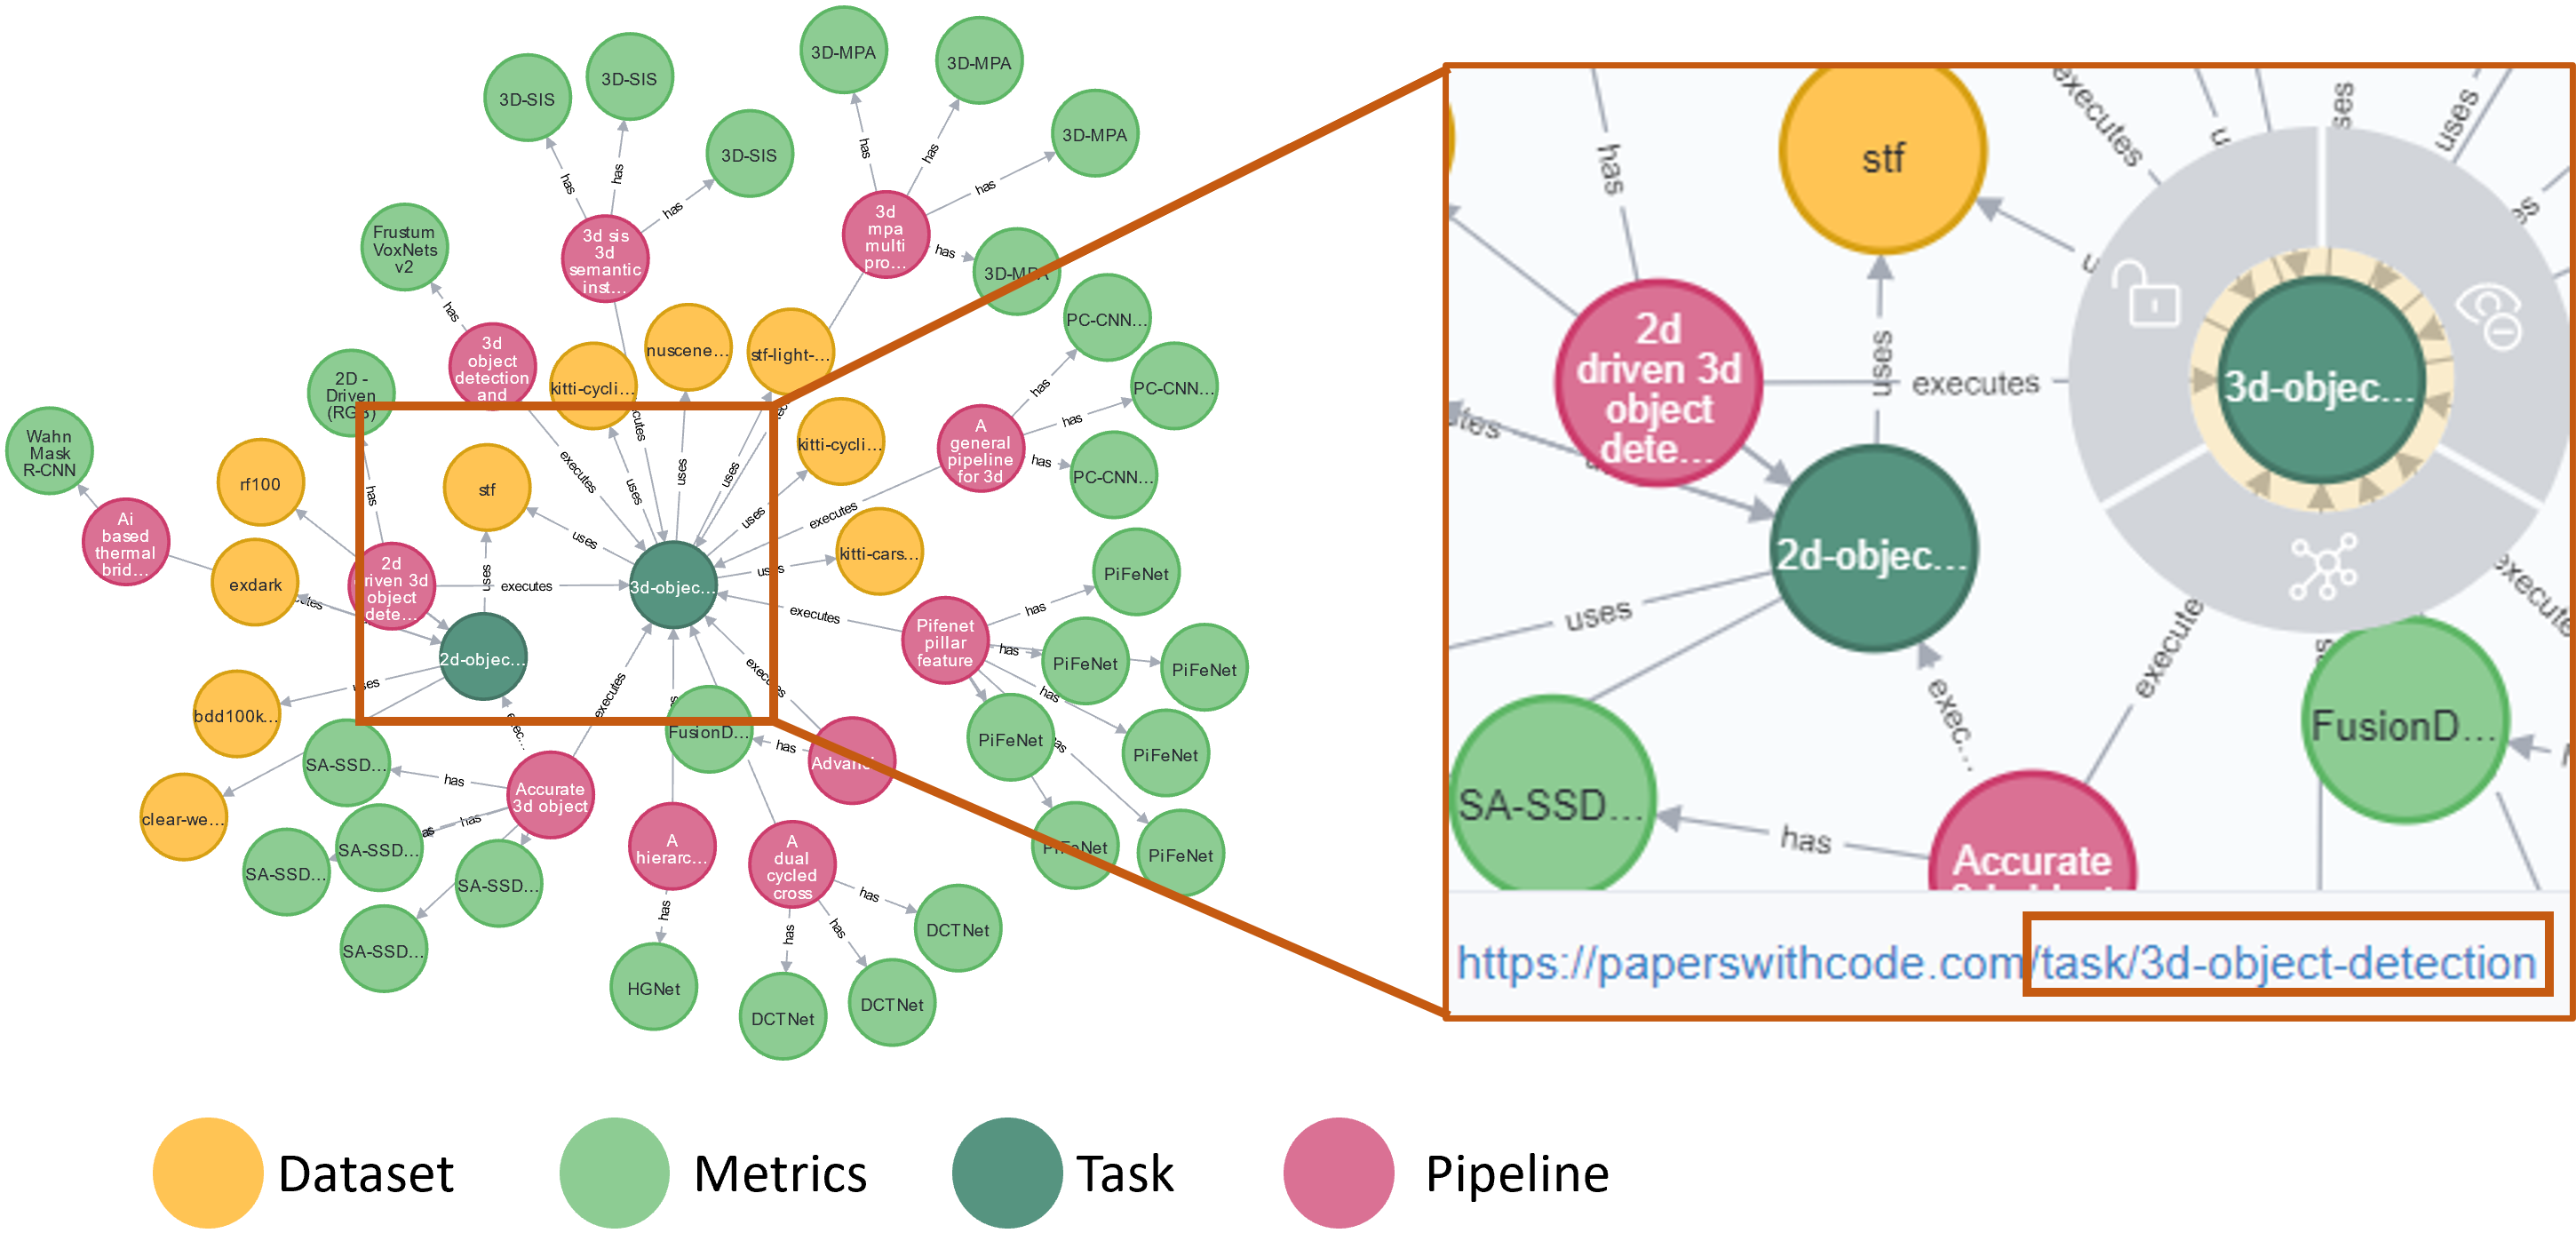 3D-SIS
3D-SIS
3D-SIS
3D-MPA
3D-MPA
3D-MPA
3D-MPA
has
has
has
has
has
has
has
3d sis
3d
semantic
inst...
3d
mpa
multi
pro...
Frustum
VoxNets
v2
has
3d
object
detection
and
kitti-cycli...
nuscene...
stf-light-...
2D -
Driven
(RGB)
Wahn
Mask
R-CNN
PC-CNN...
PC-CNN...
PC-CNN...
has
has
has
A
general
pipeline
for 3d
kitti-cycli...
kitti-cars...
rf100
stf
exdark
has
Ai
based
thermal
brid...
2d
driven 3d
object
dete...
executes
uses
uses
uses
uses
uses
executes
uses
uses
executes
3d-objec...
2d-objec...
executes
Pifenet
pillar
feature
has
has
has
PiFeNet
PiFeNet
PiFeNet
PiFeNet
PiFeNet
PiFeNet
PiFeNet
bdd100k...
uses
clear-we...
exec...
executes
executes
FusionD...
has
Advanc...
SA-SSD...
SA-SSD...
SA-SSD...
SA-SSD...
SA-SSD...
has
has
Accurate
3d object
A
hierarc...
has
HGNet
A
dual
cycled
cross
has
has
has
DCTNet
DCTNet
DCTNet
executes
uses
stf
has
2d
driven 3d
object
dete...
uses
executes
3d-objec...
2d-objec...
uses
exec...
execute
executes
SA-SSD...
has
Accurate
FusionD...
https://paperswithcode.com/task/3d-object-detection
Dataset
Metrics
Task
Pipeline